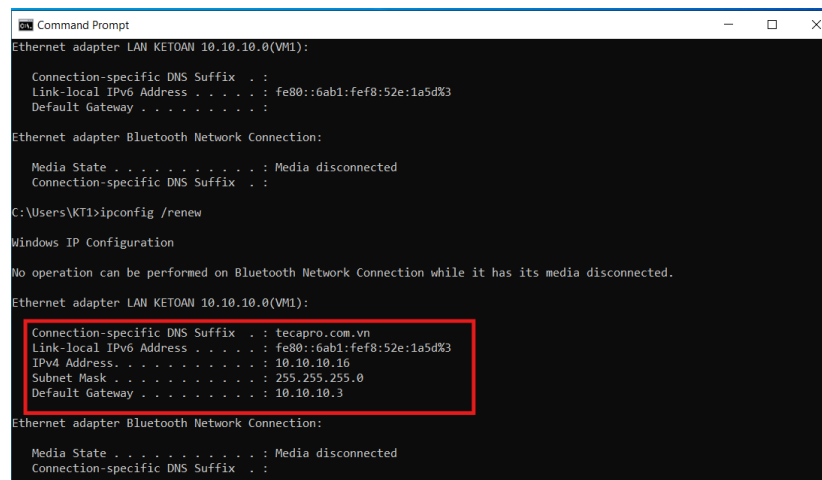 Command Prompt
Ethernet adapter LAN KETOAN 10.10.10.0(VM1):
Connection-specific DNS Suffix . :
Link-local IPv6 Address . . . . . : fe80::6ab1:fef8:52e:1a5d%3
Default Gateway . . . . . . . . . :
Ethernet adapter Bluetooth Network Connection:
Media State . . . . . . . . . . . : Media disconnected
Connection-specific DNS Suffix . :
C:\Users\KT1>ipconfig /renew
Windows IP Configuration
No operation can be performed on Bluetooth Network Connection while it has its media disconnected.
Ethernet adapter LAN KETOAN 10.10.10.0(VM1):
Connection-specific DNS Suffix . : tecapro.com.vn
Link-local IPv6 Address . . . . . : fe80::6ab1:fef8:52e:1a5d%3
IPv4 Address. . . . . . . . . . . : 10.10.10.16
Subnet Mask . . . . . . . . . . . : 255.255.255.0
Default Gateway . . . . . . . . . : 10.10.10.3
Ethernet adapter Bluetooth Network Connection:
Media State . . . . . . . . . . . : Media disconnected
Connection-specific DNS Suffix . :